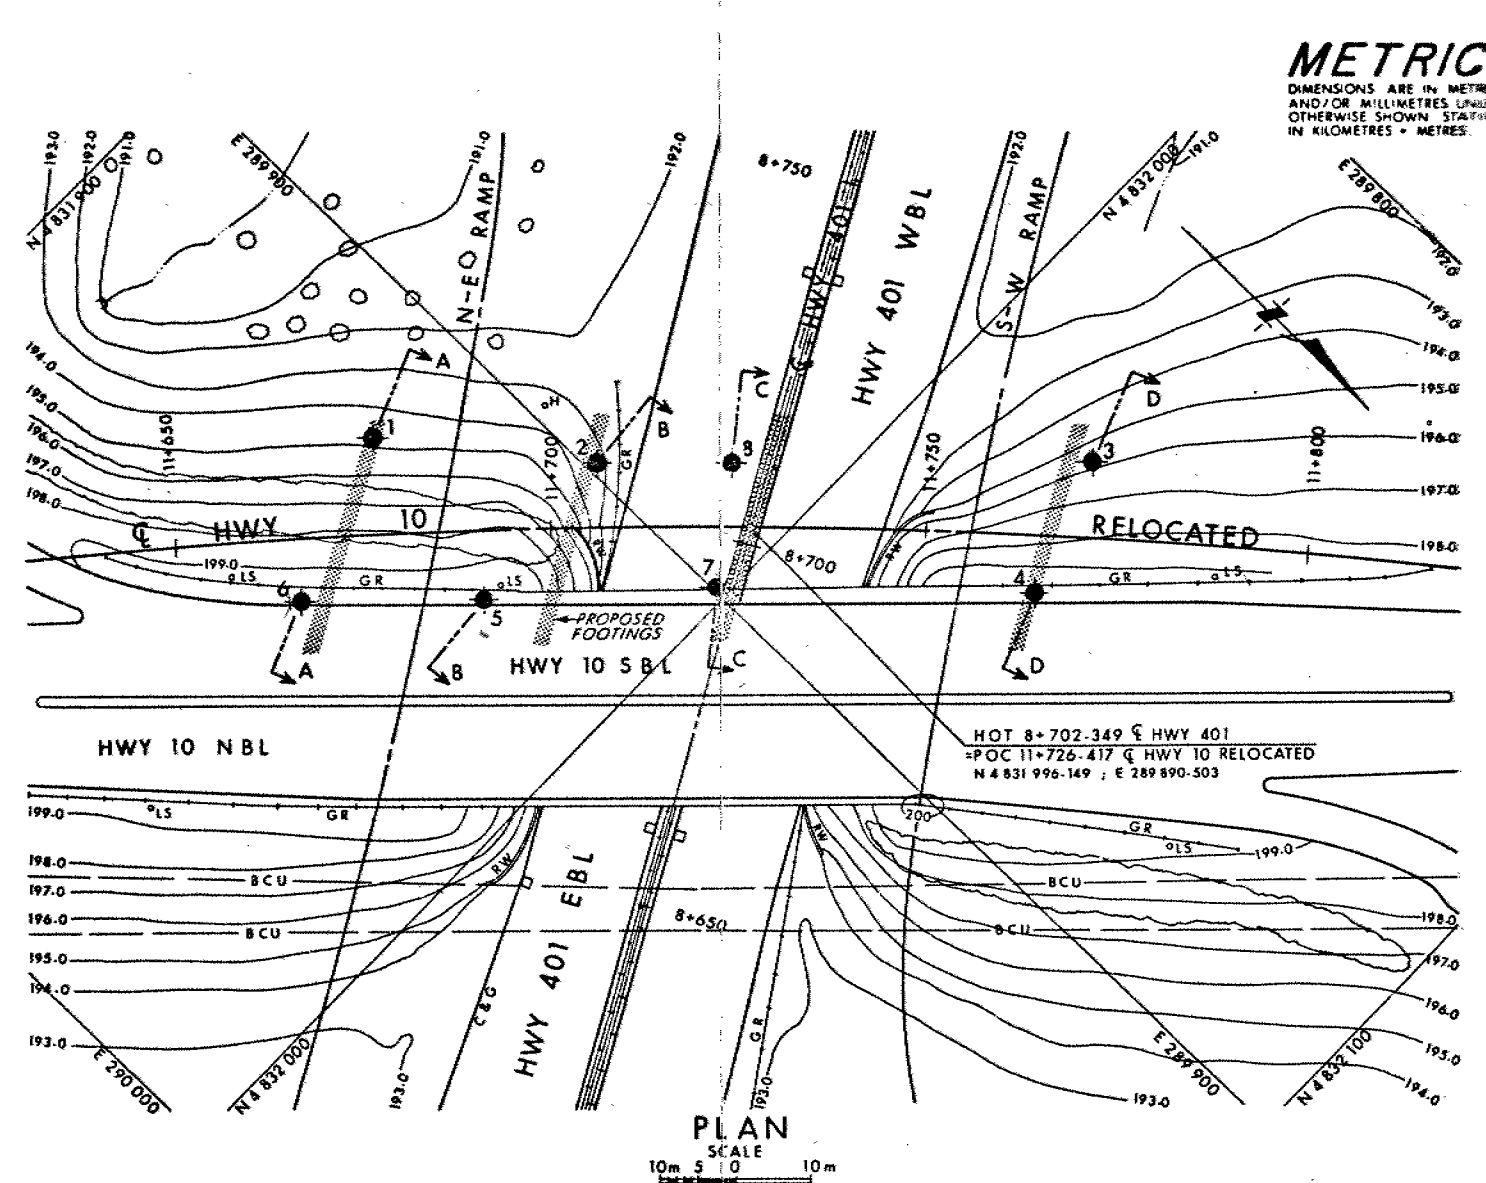 METRIC
DIMENSIONS ARE IN METR
AND/OR MILLIMETRES
OTHERWISE SHOWN
IN KILOMETRES + METRES.
193.0
192.0
191.0
N 4 831 900
E 289 900
191.0
N-E RAMP
192.0
8+750
HWY 401
HWY 401 WBL
192.0
S-W RAMP
N 4 832 000
191.0
E 289 800
192.0
193.0
194.0
195.0
196.0
197.0
198.0
194.0
195.0
196.0
197.0
198.0
199.0
11+650
11+700
11+750
11+800
A
B
C
D
H
1
2
8
3
GR
℄ HWY 10
RELOCATED
RW
8+700
LS
GR
LS
7
6
5
4
GR
LS
PROPOSED
FOOTINGS
A
B
C
D
HWY 10 SBL
HWY 10 NBL
HOT 8+702-349 ℄ HWY 401
=POC 11+726-417 ℄ HWY 10 RELOCATED
N 4 831 996-149 ; E 289 890-503
199.0
LS
GR
200
GR
LS
199.0
RW
RW
198.0
197.0
196.0
195.0
194.0
193.0
BCU
BCU
BCU
BCU
HWY 401 EBL
8+650
C & G
GR
198.0
197.0
196.0
195.0
194.0
193.0
193.0
193.0
E 290 000
N 4 832 000
E 289 900
N 4 832 100
PLAN
SCALE
10m 5 0 10m